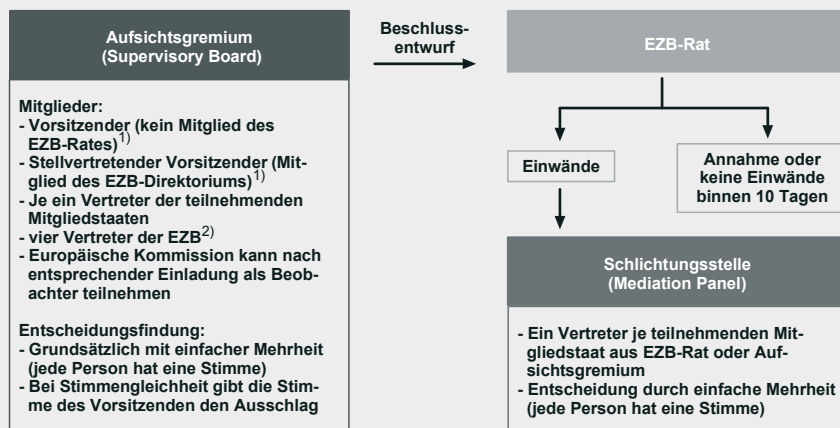 Aufsichtsgremium
(Supervisory Board)
Mitglieder:
- Vorsitzender (kein Mitglied des
EZB-Rates)1)
- Stellvertretender Vorsitzender (Mit-
glied des EZB-Direktoriums)1)
- Je ein Vertreter der teilnehmenden
Mitgliedstaaten
- vier Vertreter der EZB2)
- Europäische Kommission kann nach
entsprechender Einladung als Beob-
achter teilnehmen
Entscheidungsfindung:
- Grundsätzlich mit einfacher Mehrheit
(jede Person hat eine Stimme)
- Bei Stimmengleichheit gibt die Stim-
me des Vorsitzenden den Ausschlag
Beschluss-
entwurf
EZB-Rat
Einwände
Annahme oder
keine Einwände
binnen 10 Tagen
Schlichtungsstelle
(Mediation Panel)
- Ein Vertreter je teilnehmenden Mit-
gliedstaat aus EZB-Rat oder Auf-
sichtsgremium
- Entscheidung durch einfache Mehrheit
(jede Person hat eine Stimme)